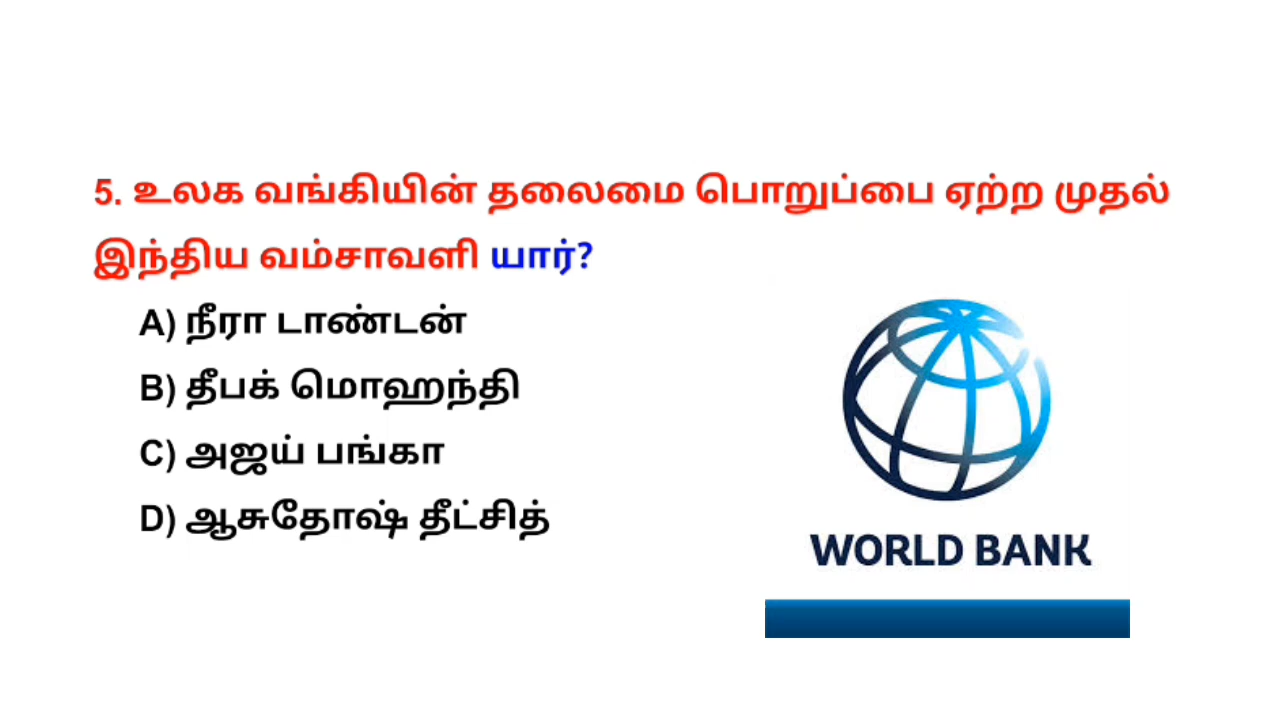 5. உலக வங்கியின் தலைமை பொறுப்பை ஏற்ற முதல்
இந்திய வம்சாவளி யார்?
A) நீரா டாண்டன்
B) தீபக் மொஹந்தி
C) அஜய் பங்கா
D) ஆசுதோஷ் தீட்சித்
WORLD BANK